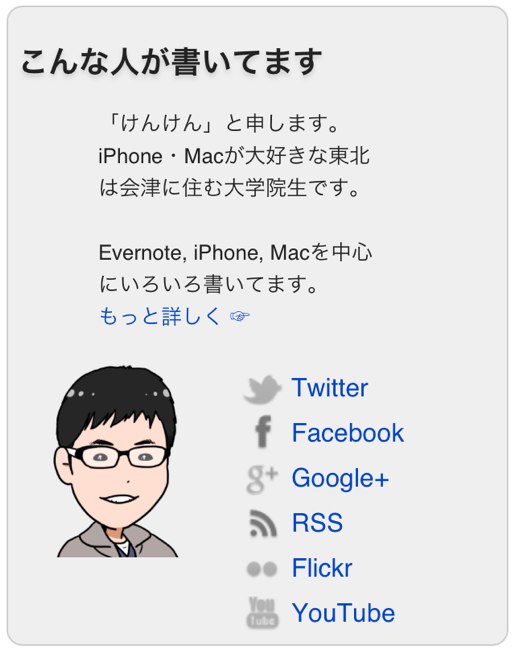 こんな人が書いてます
「けんけん」と申します。
iPhone・Macが大好きな東北
は会津に住む大学院生です。
Evernote, iPhone, Macを中心
にいろいろ書いてます。
もっと詳しく ☞
Twitter
Facebook
g+ Google+
RSS
Flickr
You Tube YouTube